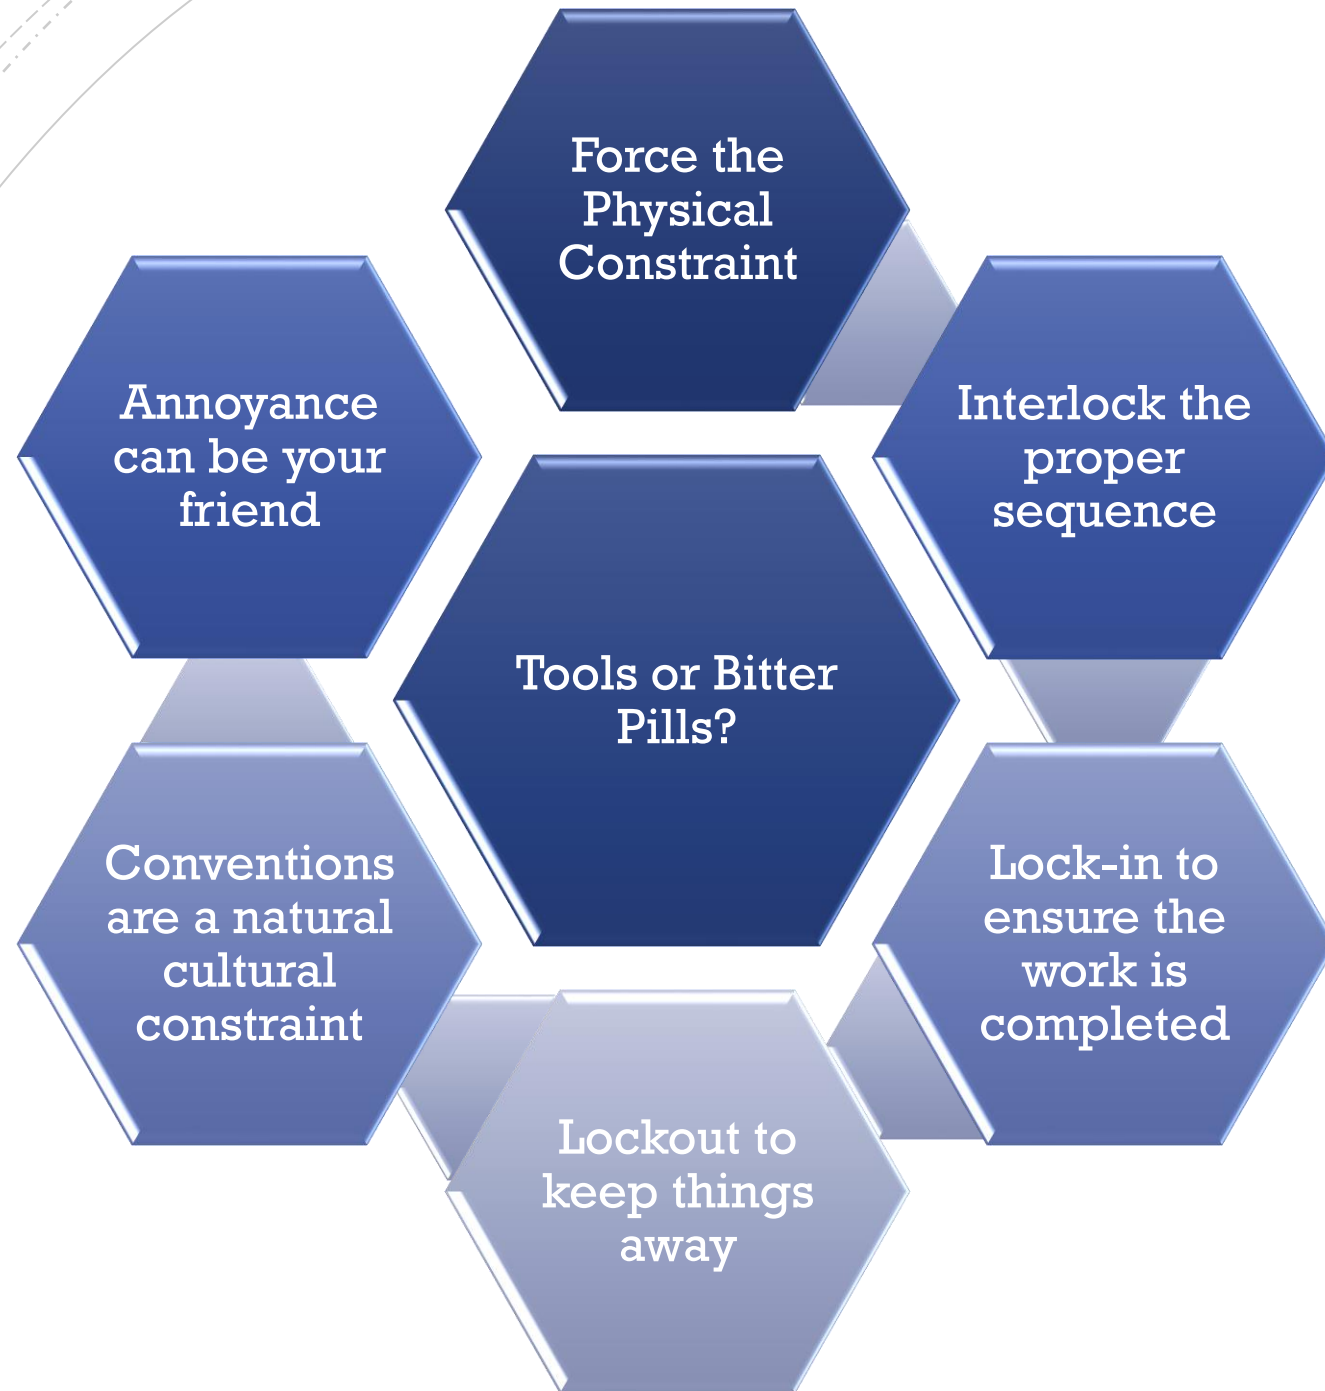 Force the
Physical
Constraint
Interlock the
proper
sequence
Lock-in to
ensure the
work is
completed
Lockout to
keep things
away
Conventions
are a natural
cultural
constraint
Annoyance
can be your
friend
Tools or Bitter
Pills?